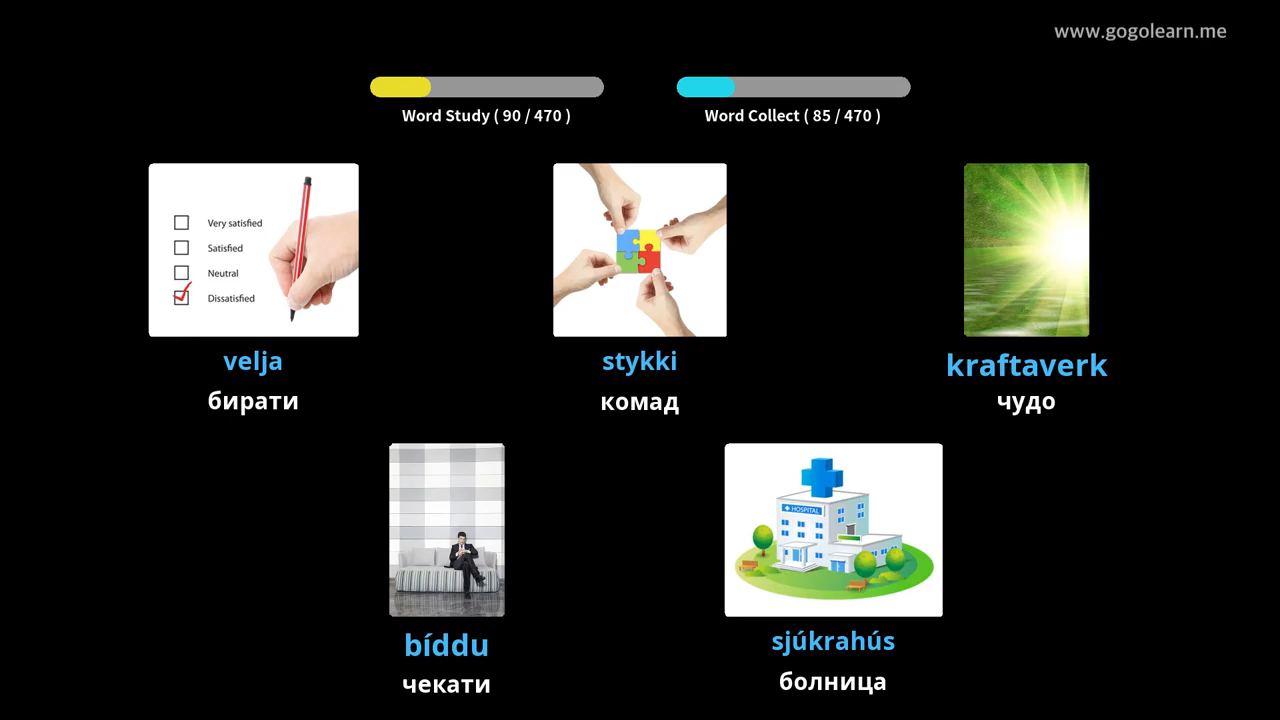 www.gogolearn.me
Word Study ( 90 / 470 )
Word Collect ( 85 / 470 )
Very satisfied
Satisfied
Neutral
Dissatisfied
velja
бирати
stykki
комад
kraftaverk
чудо
HOSPITAL
bíddu
чекати
sjúkrahús
болница